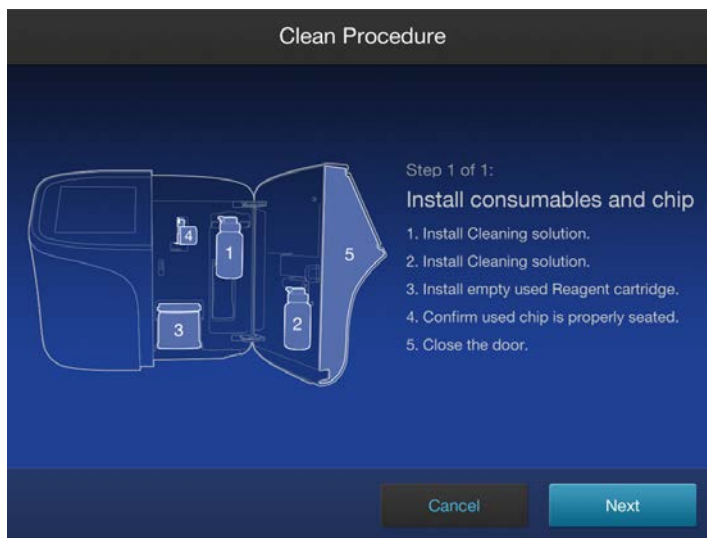 Clean Procedure
Step 1 of 1:
Install consumables and chip
1. Install Cleaning solution.
2. Install Cleaning solution.
3. Install empty used Reagent cartridge.
4. Confirm used chip is properly seated.
5. Close the door.
4
1
5
3
2
Cancel
Next